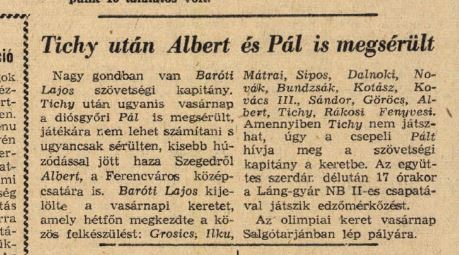 Tichy után Albert és Pál is megsérült
Nagy gondban van Baróti
Lajos szövetségi kapitány.
Tichy után ugyanis vasárnap
a diósgyőri Pál is megsérült,
játékára nem lehet számítani s
ugyancsak sérülten, kisebb hú-
zódással jött haza Szegedről
Albert, a Ferencváros közép-
csatára is. Baróti Lajos kije-
lölte a vasárnapi keretet,
amely hétfőn megkezdte a kö-
zös felkészülést: Grosics, Ilku,
Mátrai, Sipos, Dalnoki, No-
vák, Bundzsák, Kotász, Ko-
vács III., Sándor, Göröcs, Al-
bert, Tichy, Rákosi Fenyvesi.
Amennyiben Tichy nem játsz-
hat, úgy a csepeli Pált
hívja meg a szövetségi
kapitány a keretbe. Az együt-
tes szerdán délután 17 órakor
a Láng-gyár NB II-es csapatá-
val játszik edzőmérkőzést.
Az olimpiai keret vasárnap
Salgótarjánban lép pályára.